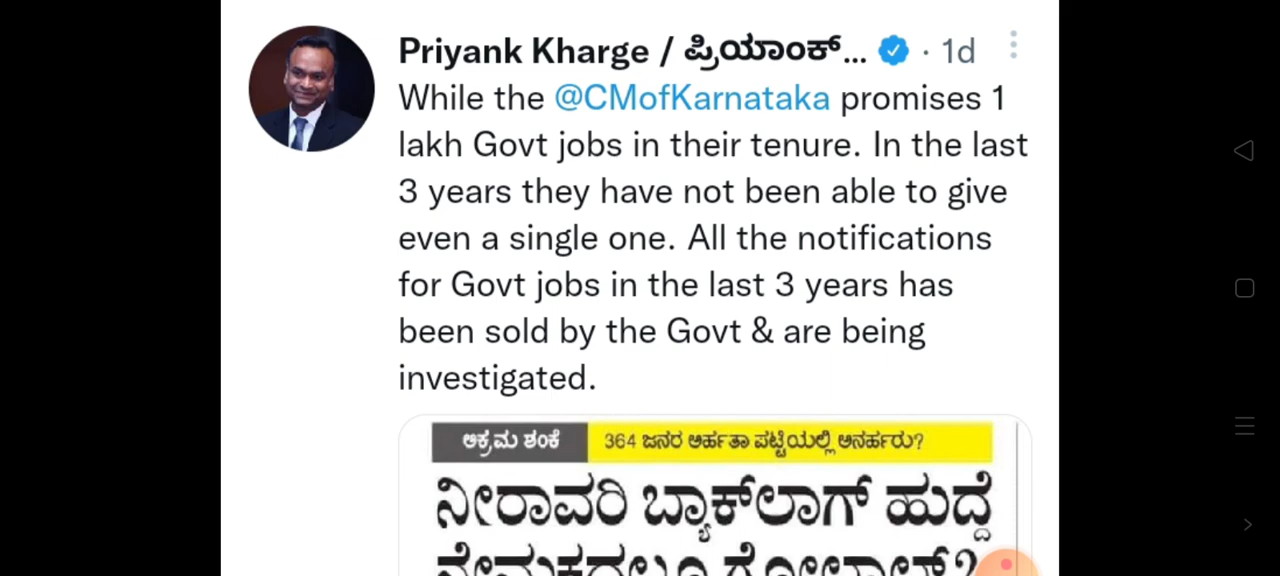 Priyank Kharge / ಪ್ರಿಯಾಂಕ್... · 1d
While the @CMofKarnataka promises 1
lakh Govt jobs in their tenure. In the last
3 years they have not been able to give
even a single one. All the notifications
for Govt jobs in the last 3 years has
been sold by the Govt & are being
investigated.
ಅಕ್ರಮ ಶಂಕೆ 364 ಜನರ ಅರ್ಹತಾ ಪಟ್ಟಿಯಲ್ಲಿ ಅನರ್ಹರು?
ನೀರಾವರಿ ಬ್ಯಾಕ್‌ಲಾಗ್ ಹುದ್ದೆ